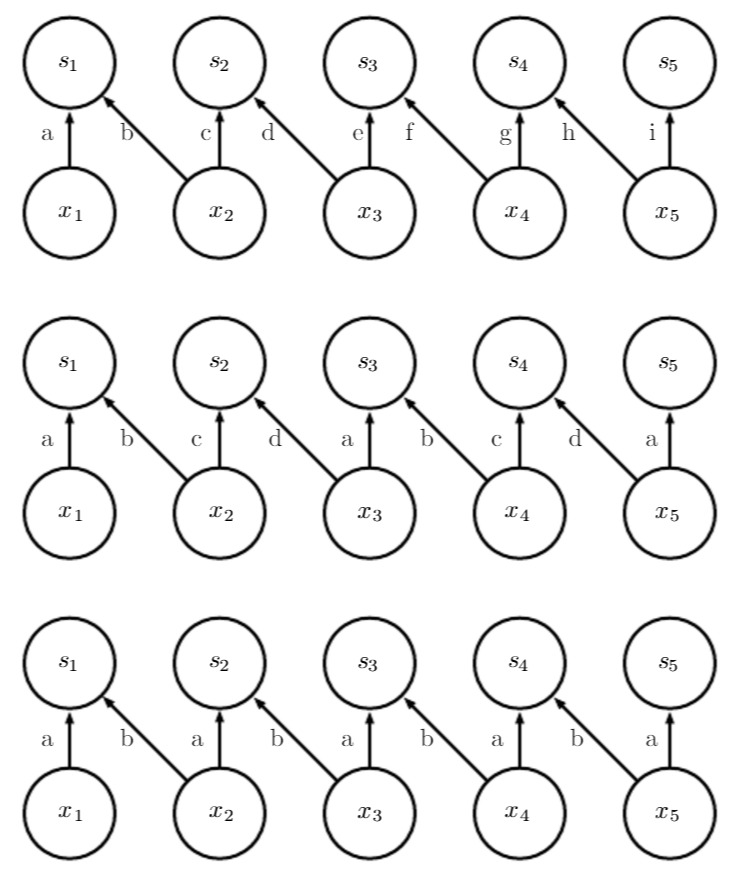 s₁ s₂ s₃ s₄ s₅
a b c d e f g h i
x₁ x₂ x₃ x₄ x₅
s₁ s₂ s₃ s₄ s₅
a b c d a b c d a
x₁ x₂ x₃ x₄ x₅
s₁ s₂ s₃ s₄ s₅
a b a b a b a b a
x₁ x₂ x₃ x₄ x₅